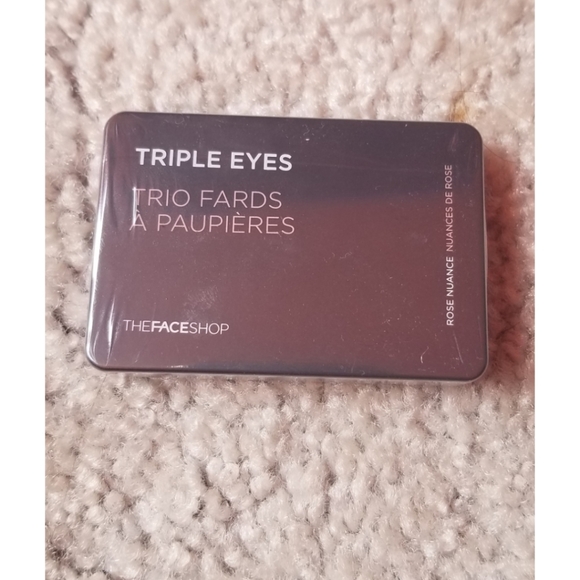 TRIPLE EYES
TRIO FARDS
À PAUPIÈRES
THEFACESHOP
ROSE NUANCE NUANCES DE ROSE